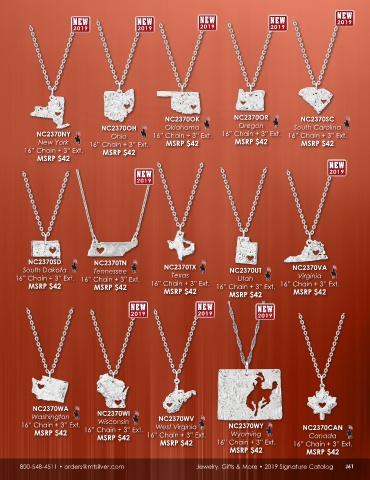 NEW
2019
NEW
2019
NEW
2019
NEW
2019
NEW
2019
NC2370NY
New York
16" Chain + 3" Ext.
MSRP $42
NC2370OH
Ohio
16" Chain + 3" Ext.
MSRP $42
NC2370OK
Oklahoma
16" Chain + 3" Ext.
MSRP $42
NC2370OR
Oregon
16" Chain + 3" Ext.
MSRP $42
NC2370SC
South Carolina
16" Chain + 3" Ext.
MSRP $42
NEW
2019
NEW
2019
NC2370SD
South Dakota
16" Chain + 3" Ext.
MSRP $42
NC2370TN
Tennessee
16" Chain + 3" Ext.
MSRP $42
NC2370TX
Texas
16" Chain + 3" Ext.
MSRP $42
NC2370UT
Utah
16" Chain + 3" Ext.
MSRP $42
NC2370VA
Virginia
16" Chain + 3" Ext.
MSRP $42
NEW
2019
NEW
2019
NEW
2019
NC2370WA
Washington
16" Chain + 3" Ext.
MSRP $42
NC2370WI
Wisconsin
16" Chain + 3" Ext.
MSRP $42
NC2370WV
West Virginia
16" Chain + 3" Ext.
MSRP $42
NC2370WY
Wyoming
16" Chain + 3" Ext.
MSRP $42
NC2370CAN
Canada
16" Chain + 3" Ext.
MSRP $42
800-548-4511 • orders@mtsilver.com
Jewelry, Gifts & More • 2019 Signature Catalog J61